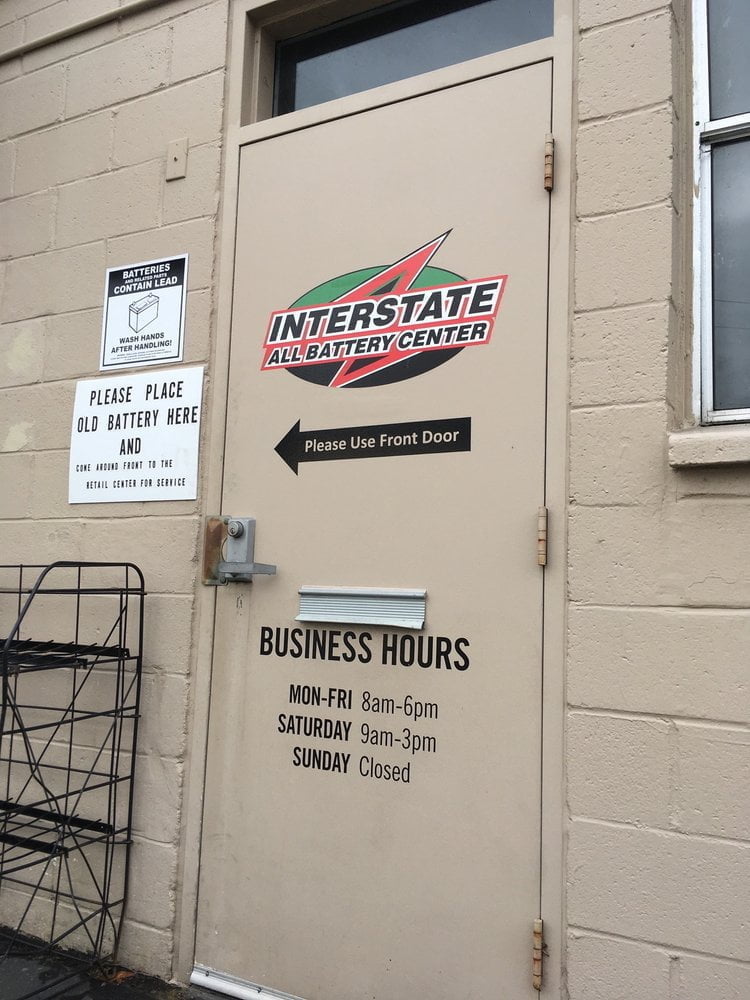 BATTERIES
AND RELATED PARTS
CONTAIN LEAD
WASH HANDS
AFTER HANDLING!
PLEASE PLACE
OLD BATTERY HERE
AND
COME AROUND FRONT TO THE
RETAIL CENTER FOR SERVICE
INTERSTATE
ALL BATTERY CENTER
Please Use Front Door
BUSINESS HOURS
MON-FRI 8am-6pm
SATURDAY 9am-3pm
SUNDAY Closed